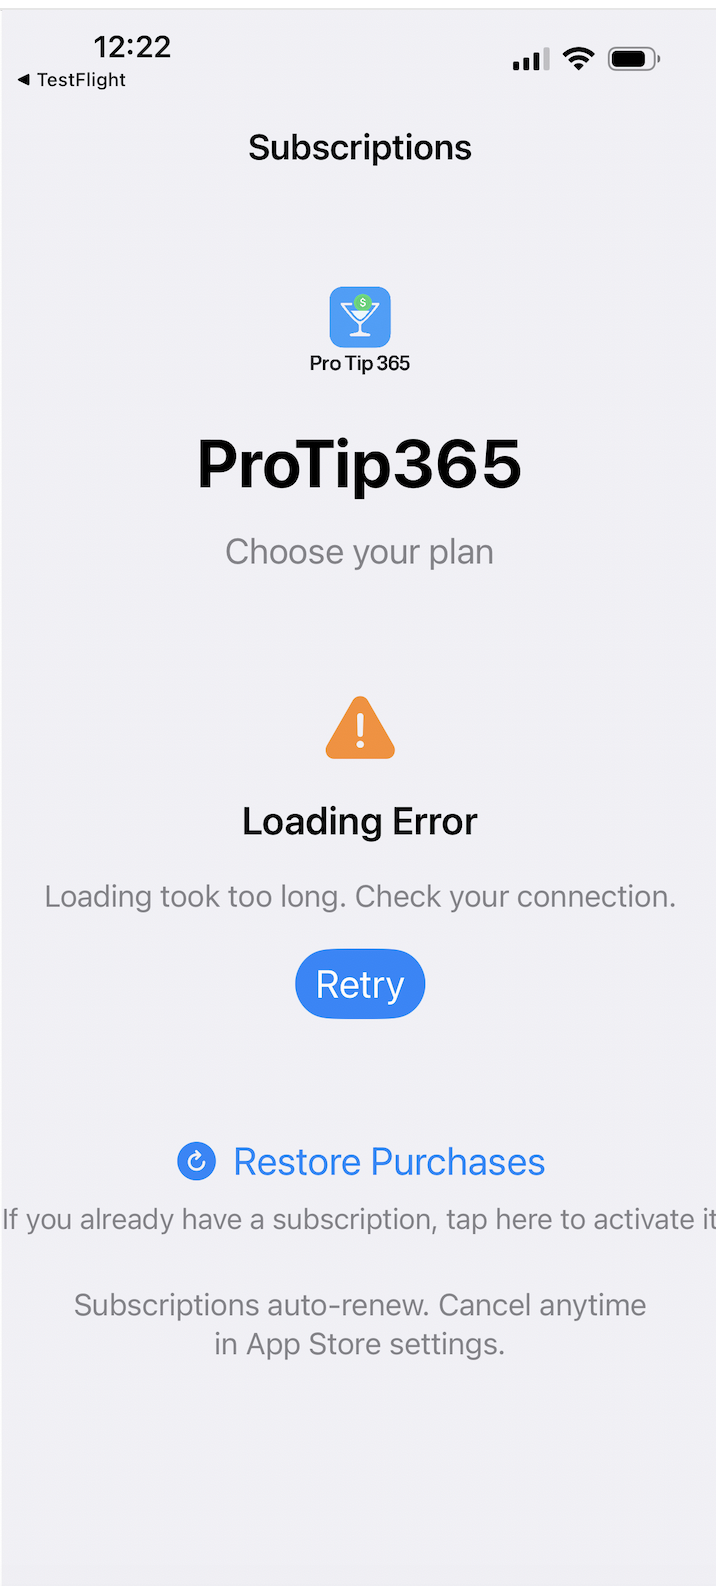 12:22
◀ TestFlight
Subscriptions
$
Pro Tip 365
ProTip365
Choose your plan
!
Loading Error
Loading took too long. Check your connection.
Retry
Restore Purchases
If you already have a subscription, tap here to activate it
Subscriptions auto-renew. Cancel anytime
in App Store settings.